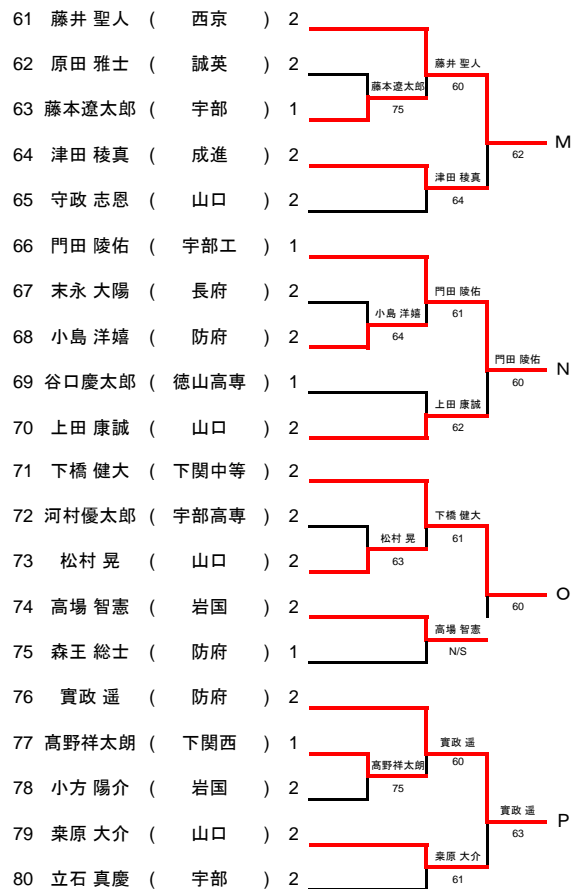 61 藤井 聖人 ( 西京 ) 2
62 原田 雅士 ( 誠英 ) 2
63 藤本遼太郎 ( 宇部 ) 1
64 津田 稜真 ( 成進 ) 2
65 守政 志恩 ( 山口 ) 2
藤井 聖人
60
藤本遼太郎
75
津田 稜真
64
62
M
66 門田 陵佑 ( 宇部工 ) 1
67 末永 大陽 ( 長府 ) 2
68 小島 洋嬉 ( 防府 ) 2
69 谷口慶太郎 ( 徳山高専 ) 1
70 上田 康誠 ( 山口 ) 2
門田 陵佑
61
小島 洋嬉
64
上田 康誠
62
門田 陵佑
60
N
71 下橋 健大 ( 下関中等 ) 2
72 河村優太郎 ( 宇部高専 ) 2
73 松村 晃 ( 山口 ) 2
74 高場 智憲 ( 岩国 ) 2
75 森王 総士 ( 防府 ) 1
下橋 健大
61
松村 晃
63
高場 智憲
N/S
60
O
76 實政 遥 ( 防府 ) 2
77 髙野祥太朗 ( 下関西 ) 1
78 小方 陽介 ( 岩国 ) 2
79 桒原 大介 ( 山口 ) 2
80 立石 真慶 ( 宇部 ) 2
實政 遥
60
髙野祥太朗
75
桒原 大介
61
實政 遥
63
P